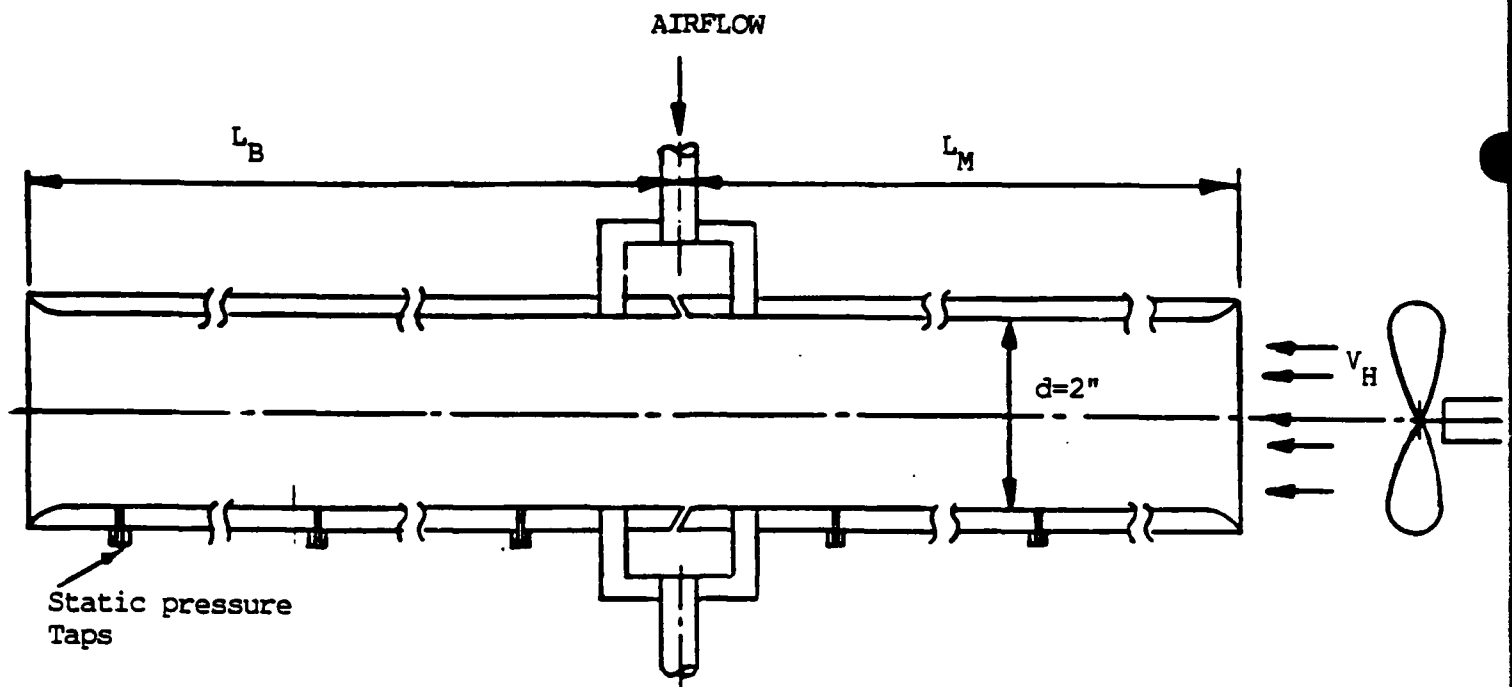 AIRFLOW
L_B
L_M
V_H
d=2"
Static pressure
Taps